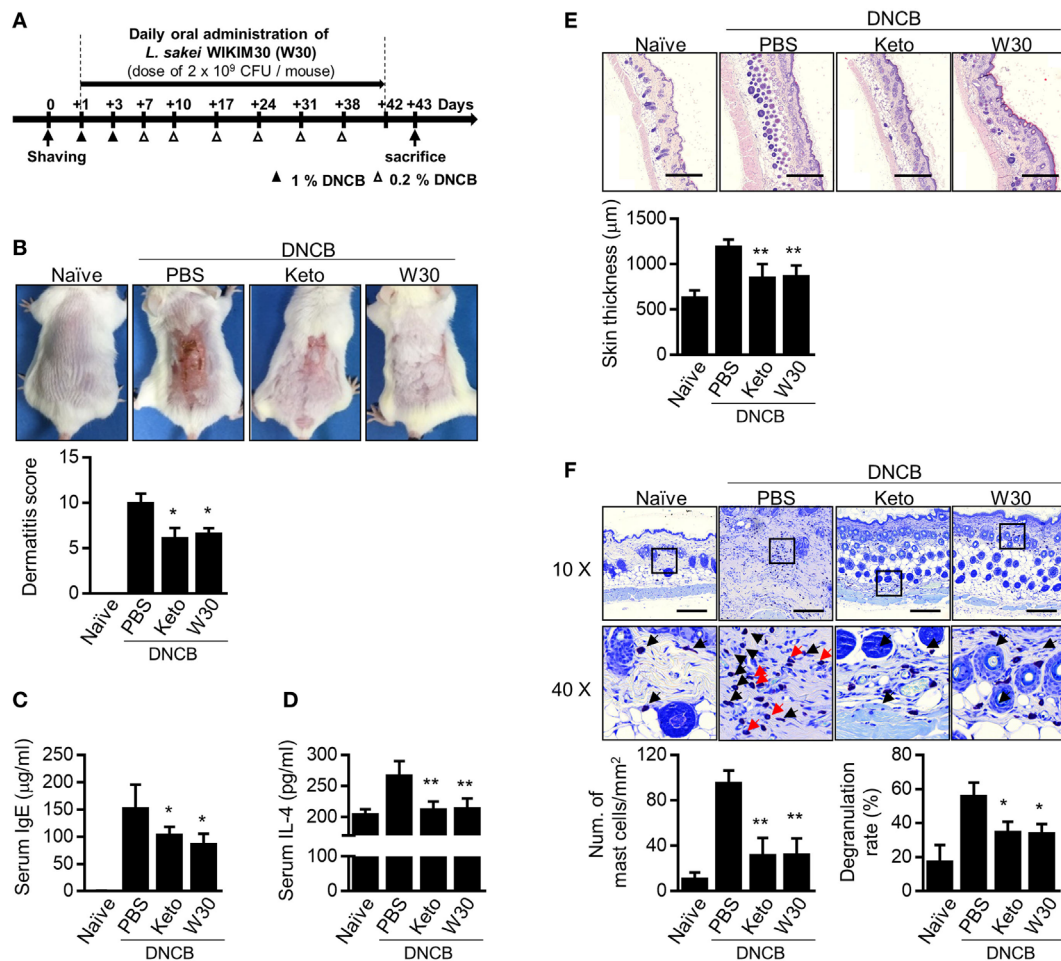 A
Daily oral administration of
L. sakei WIKIM30 (W30)
(dose of 2 x 10⁹ CFU / mouse)
0 +1 +3 +7 +10 +17 +24 +31 +38 +42 +43 Days
Shaving sacrifice
1 % DNCB 0.2 % DNCB
B
DNCB
Naïve PBS Keto W30
Dermatitis score
15
10
5
0
Naïve PBS Keto W30
* *
DNCB
C
Serum IgE (µg/ml)
250
200
150
100
50
0
* *
Naïve PBS Keto W30
DNCB
D
Serum IL-4 (pg/ml)
300
250
200
100
0
** **
Naïve PBS Keto W30
DNCB
E
DNCB
Naïve PBS Keto W30
Skin thickness (µm)
1500
1000
500
0
** **
Naïve PBS Keto W30
DNCB
F
DNCB
Naïve PBS Keto W30
10 X
40 X
Num. of
mast cells/mm²
120
80
40
0
** **
Naïve PBS Keto W30
DNCB
Degranulation
rate (%)
80
60
40
20
0
* *
Naïve PBS Keto W30
DNCB